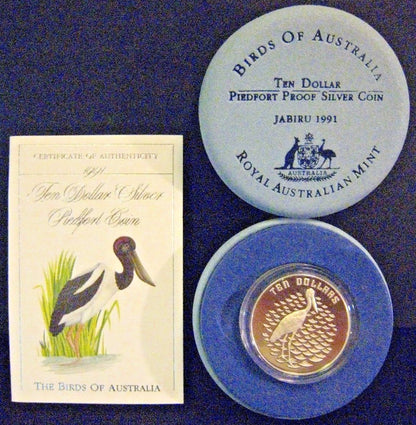 CERTIFICATE OF AUTHENTICITY
1991
Ten Dollar Silver
Piedfort Coin
THE BIRDS OF AUSTRALIA
BIRDS OF AUSTRALIA
TEN DOLLAR
PIEDFORT PROOF SILVER COIN
JABIRU 1991
AUSTRALIA
ROYAL AUSTRALIAN MINT
TEN DOLLARS